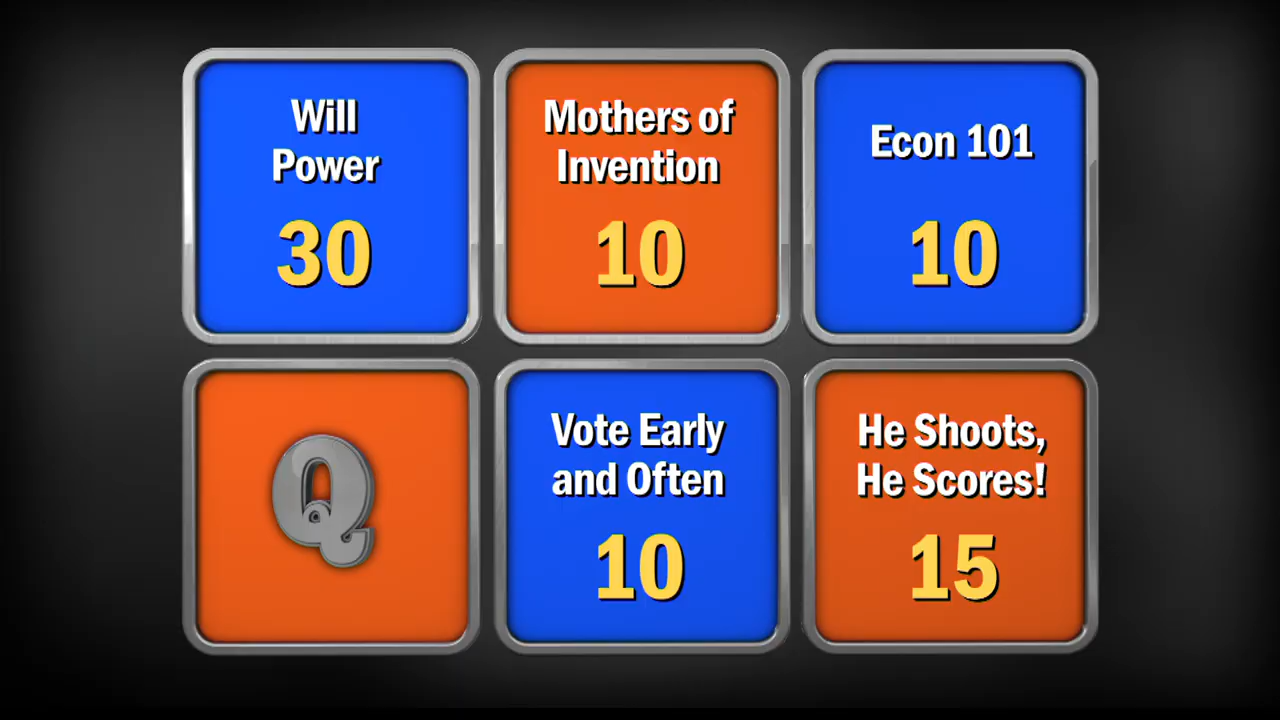 Will
Power
30
Mothers of
Invention
10
Econ 101
10
Q
Vote Early
and Often
10
He Shoots,
He Scores!
15